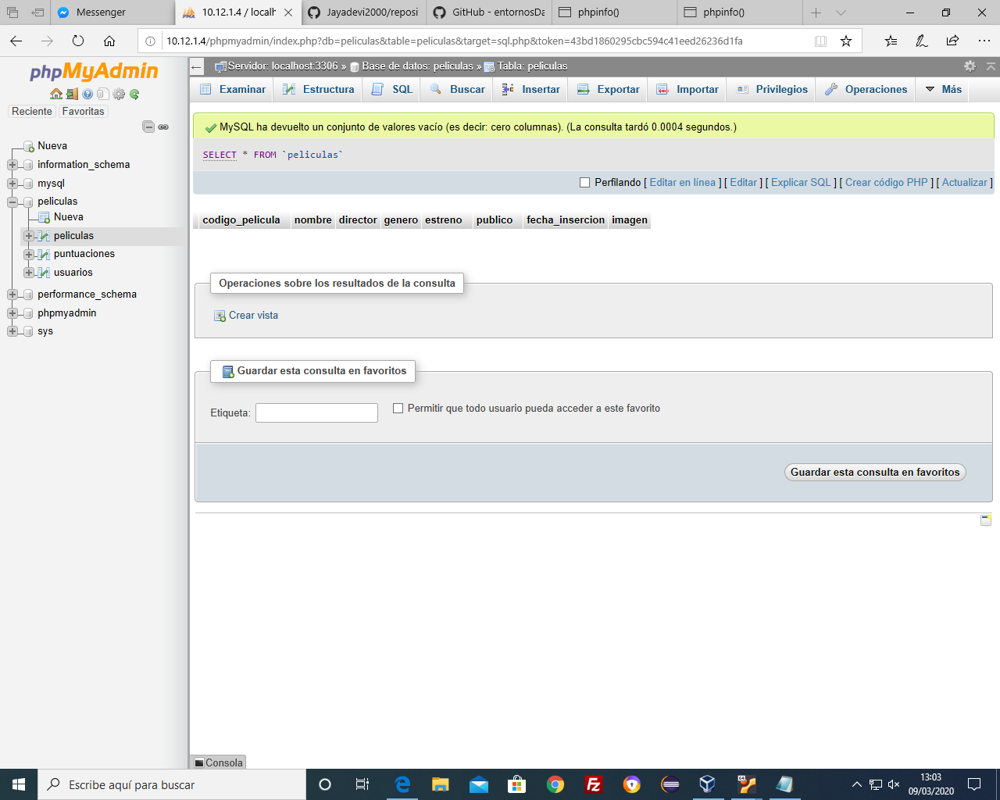 Messenger
10.12.1.4 / localh
Jayadevi2000/reposi
GitHub - entornosDa
phpinfo()
phpinfo()
10.12.1.4/phpmyadmin/index.php?db=peliculas&table=peliculas&target=sql.php&token=43bd1860295cbc594c41eed26236d1fa
phpMyAdmin
Reciente Favoritas
Nueva
information_schema
mysql
peliculas
Nueva
peliculas
puntuaciones
usuarios
performance_schema
phpmyadmin
sys
Servidor: localhost:3306 » Base de datos: peliculas » Tabla: peliculas
Examinar Estructura SQL Buscar Insertar Exportar Importar Privilegios Operaciones Más
MySQL ha devuelto un conjunto de valores vacío (es decir: cero columnas). (La consulta tardó 0.0004 segundos.)
SELECT * FROM `peliculas`
Perfilando [ Editar en línea ] [ Editar ] [ Explicar SQL ] [ Crear código PHP ] [ Actualizar ]
codigo_pelicula nombre director genero estreno publico fecha_insercion imagen
Operaciones sobre los resultados de la consulta
Crear vista
Guardar esta consulta en favoritos
Etiqueta: Permitir que todo usuario pueda acceder a este favorito
Guardar esta consulta en favoritos
Consola
Escribe aquí para buscar
13:03
09/03/2020